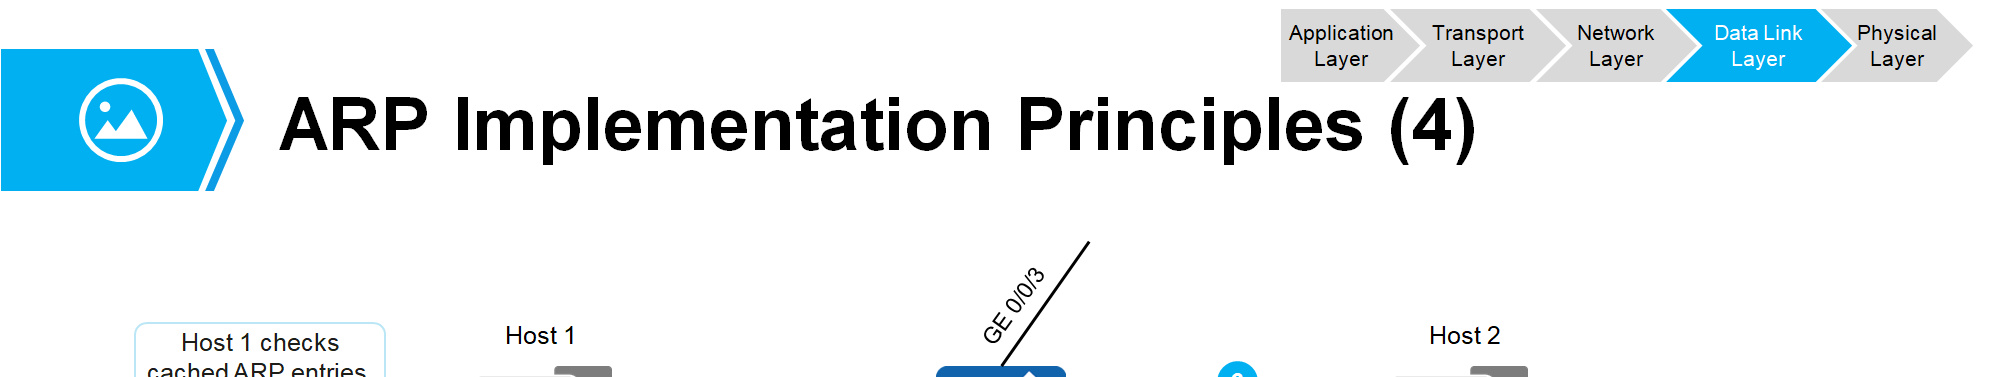 Application
Layer
Transport
Layer
Network
Layer
Data Link
Layer
Physical
Layer
ARP Implementation Principles (4)
GE 0/0/3
Host 1 checks
cached ARP entries
Host 1
Host 2